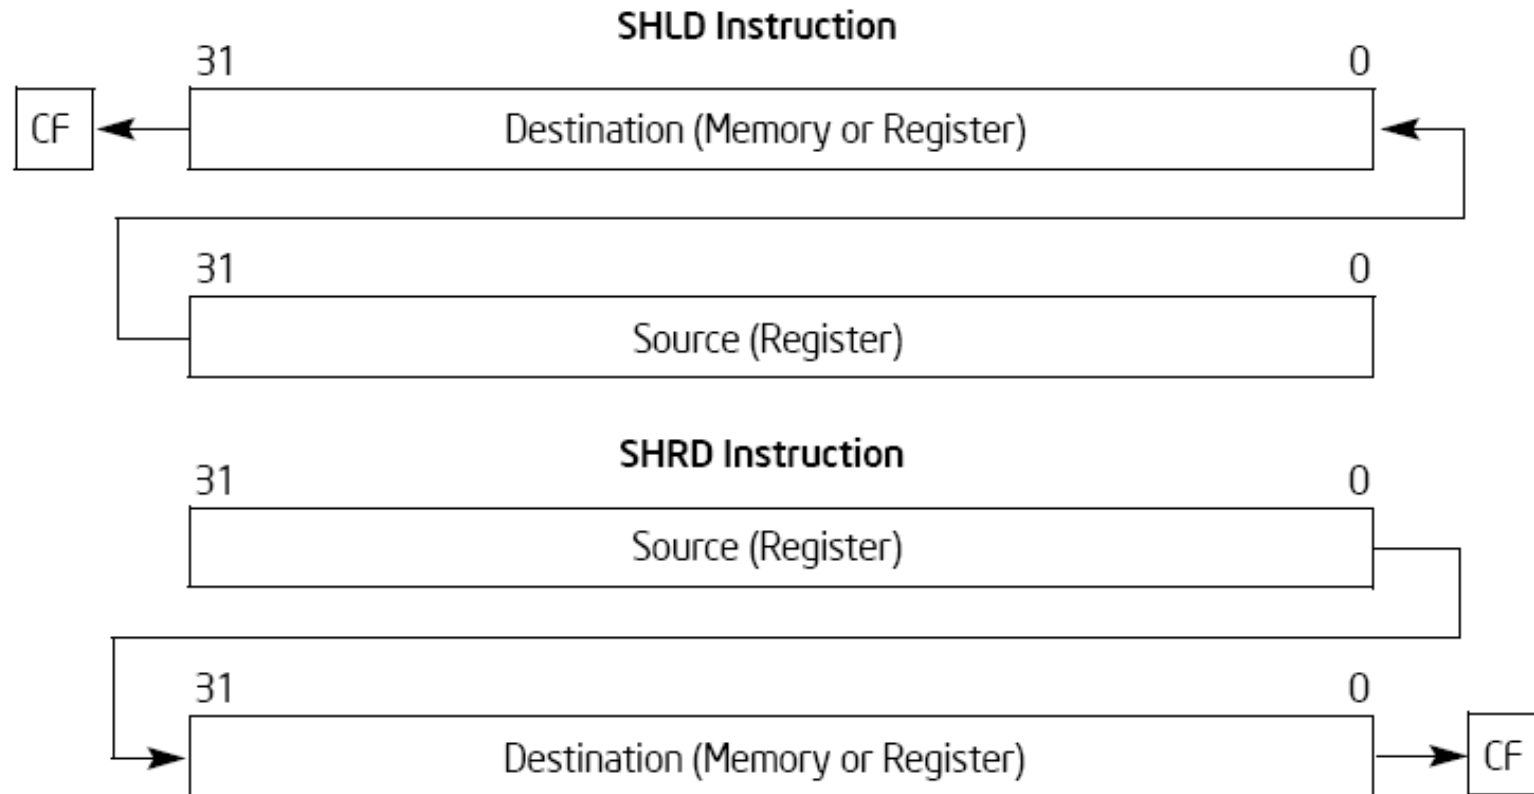 SHLD Instruction
31 0
CF Destination (Memory or Register)
31 0
Source (Register)
SHRD Instruction
31 0
Source (Register)
31 0
Destination (Memory or Register) CF